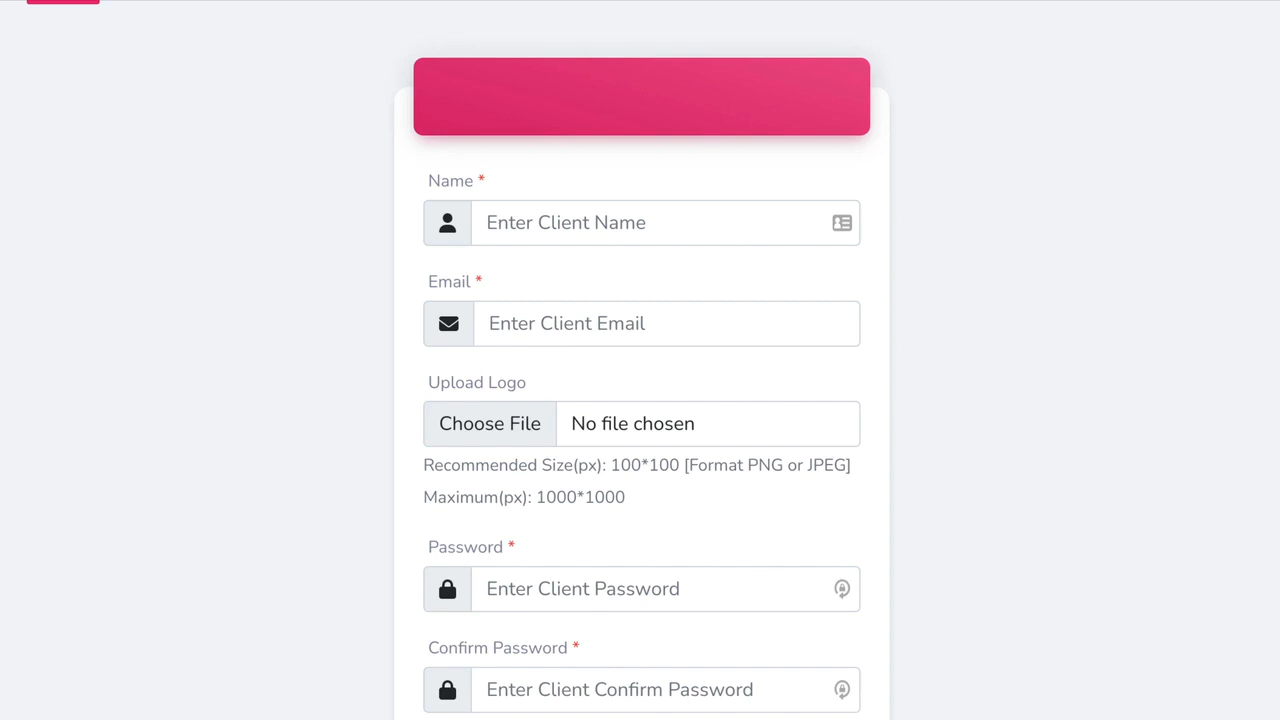 Name *
Enter Client Name
Email *
Enter Client Email
Upload Logo
Choose File No file chosen
Recommended Size(px): 100*100 [Format PNG or JPEG]
Maximum(px): 1000*1000
Password *
Enter Client Password
Confirm Password *
Enter Client Confirm Password